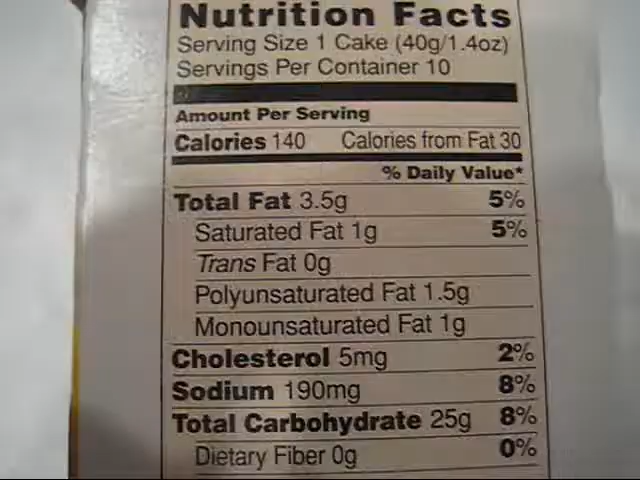 Nutrition Facts
Serving Size 1 Cake (40g/1.4oz)
Servings Per Container 10
Amount Per Serving
Calories 140 Calories from Fat 30
% Daily Value*
Total Fat 3.5g 5%
Saturated Fat 1g 5%
Trans Fat 0g
Polyunsaturated Fat 1.5g
Monounsaturated Fat 1g
Cholesterol 5mg 2%
Sodium 190mg 8%
Total Carbohydrate 25g 8%
Dietary Fiber 0g 0%